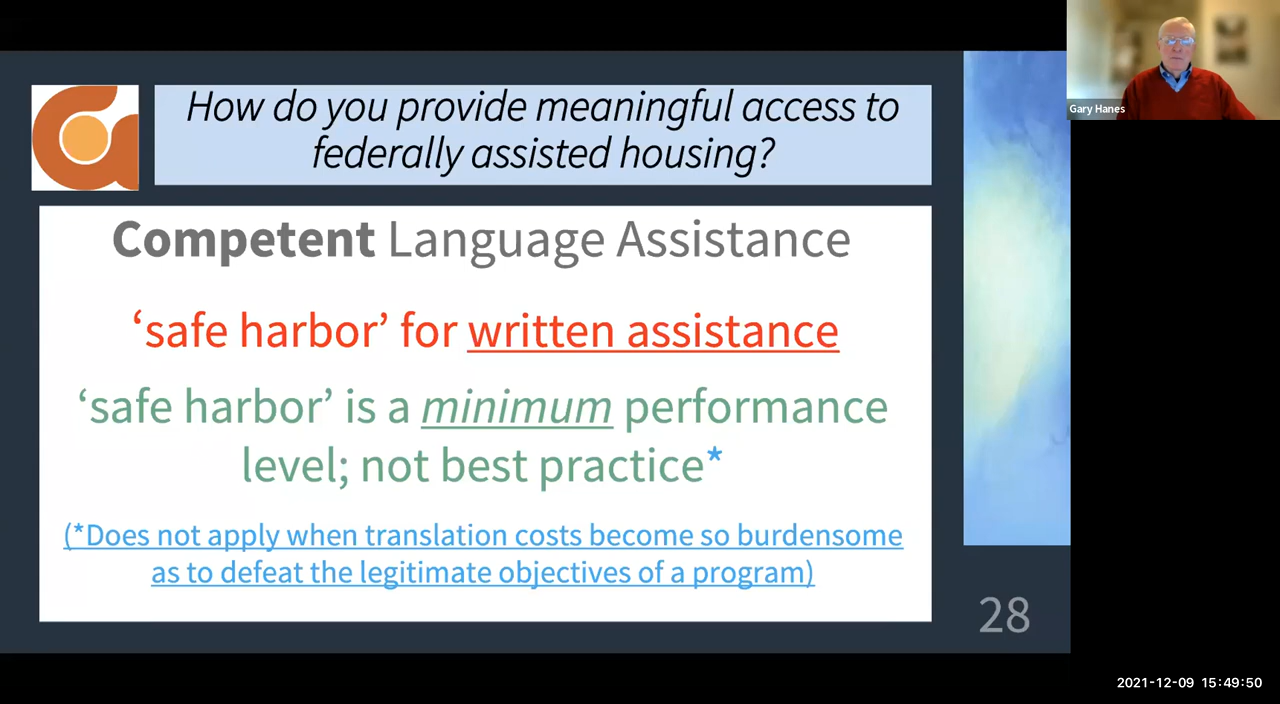 How do you provide meaningful access to
federally assisted housing?
Gary Hanes
Competent Language Assistance
‘safe harbor’ for written assistance
‘safe harbor’ is a minimum performance
level; not best practice*
(*Does not apply when translation costs become so burdensome
as to defeat the legitimate objectives of a program)
28
2021-12-09 15:49:50